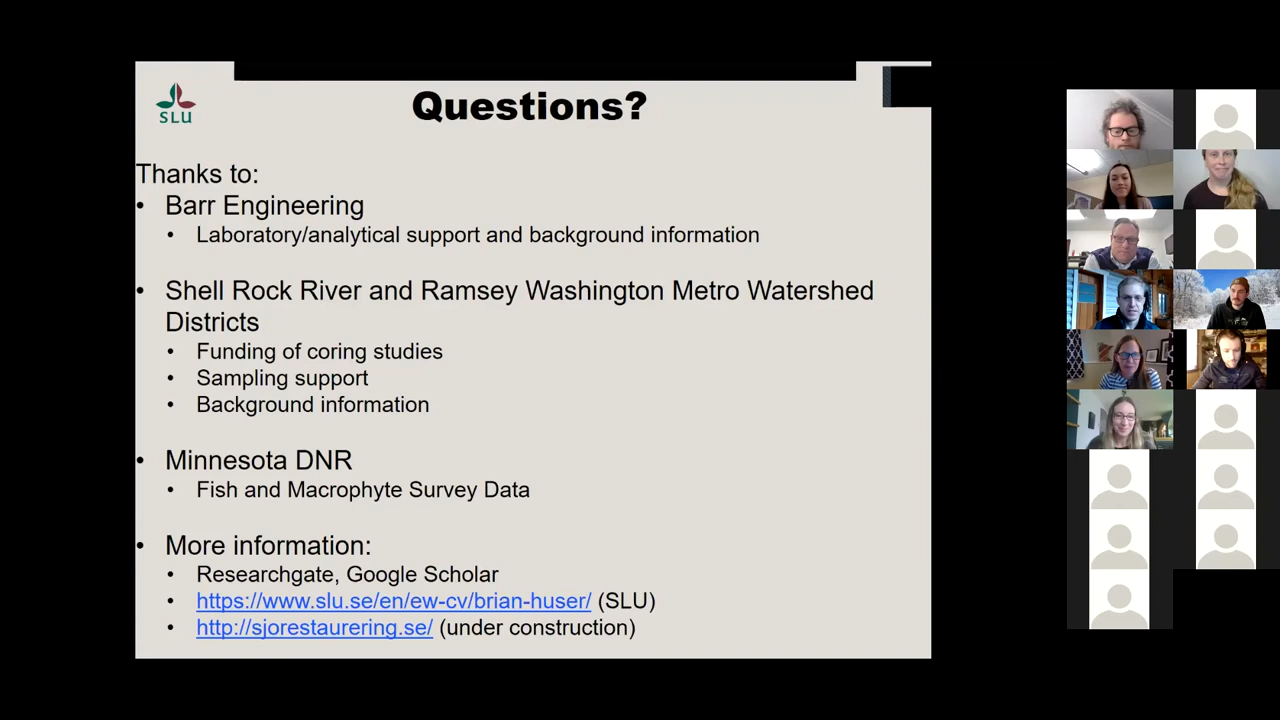 SLU
Questions?
Thanks to:
• Barr Engineering
• Laboratory/analytical support and background information
• Shell Rock River and Ramsey Washington Metro Watershed
Districts
• Funding of coring studies
• Sampling support
• Background information
• Minnesota DNR
• Fish and Macrophyte Survey Data
• More information:
• Researchgate, Google Scholar
• https://www.slu.se/en/ew-cv/brian-huser/ (SLU)
• http://sjorestaurering.se/ (under construction)